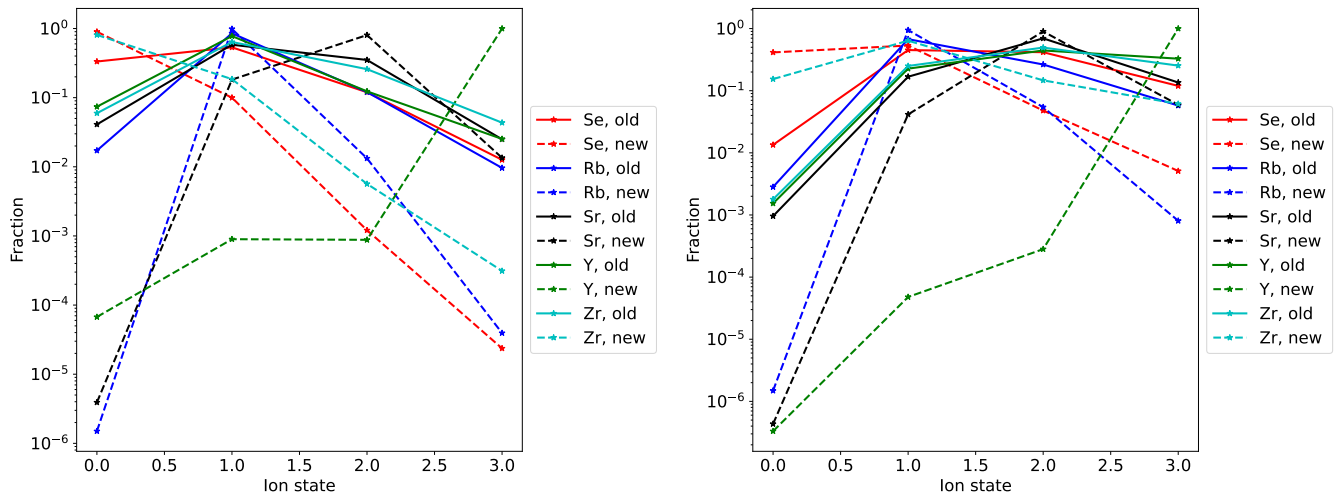 10^0
10^-1
10^-2
10^-3
10^-4
10^-5
10^-6
Fraction
0.0 0.5 1.0 1.5 2.0 2.5 3.0
Ion state
Se, old
Se, new
Rb, old
Rb, new
Sr, old
Sr, new
Y, old
Y, new
Zr, old
Zr, new
10^0
10^-1
10^-2
10^-3
10^-4
10^-5
10^-6
Fraction
0.0 0.5 1.0 1.5 2.0 2.5 3.0
Ion state
Se, old
Se, new
Rb, old
Rb, new
Sr, old
Sr, new
Y, old
Y, new
Zr, old
Zr, new